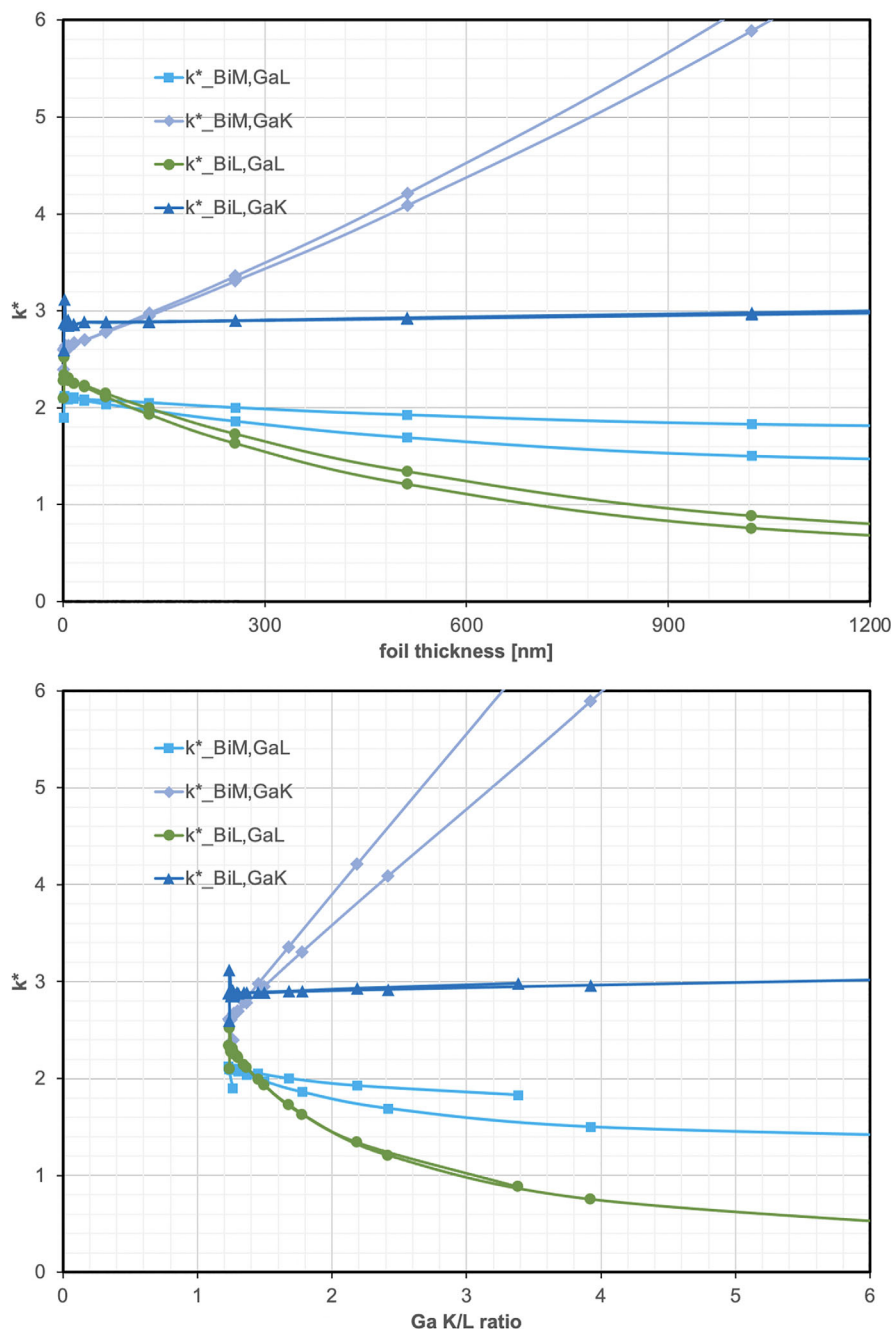 6
5
4
3
2
1
0
k*
k*_BiM,GaL
k*_BiM,GaK
k*_BiL,GaL
k*_BiL,GaK
0 300 600 900 1200
foil thickness [nm]
6
5
4
3
2
1
0
k*
k*_BiM,GaL
k*_BiM,GaK
k*_BiL,GaL
k*_BiL,GaK
0 1 2 3 4 5 6
Ga K/L ratio